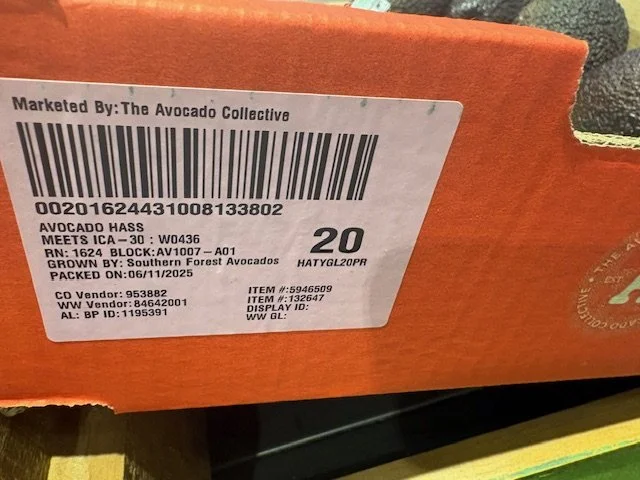 Marketed By: The Avocado Collective
00201624431008133802
AVOCADO HASS
MEETS ICA-30 : W0436
RN: 1624 BLOCK: AV1007-A01
GROWN BY: Southern Forest Avocados
PACKED ON: 06/11/2025
20
HATYGL20PR
CO Vendor: 953882
WW Vendor: 84642001
AL: BP ID: 1195391
ITEM #:5946509
ITEM #:132647
DISPLAY ID:
WW GL: